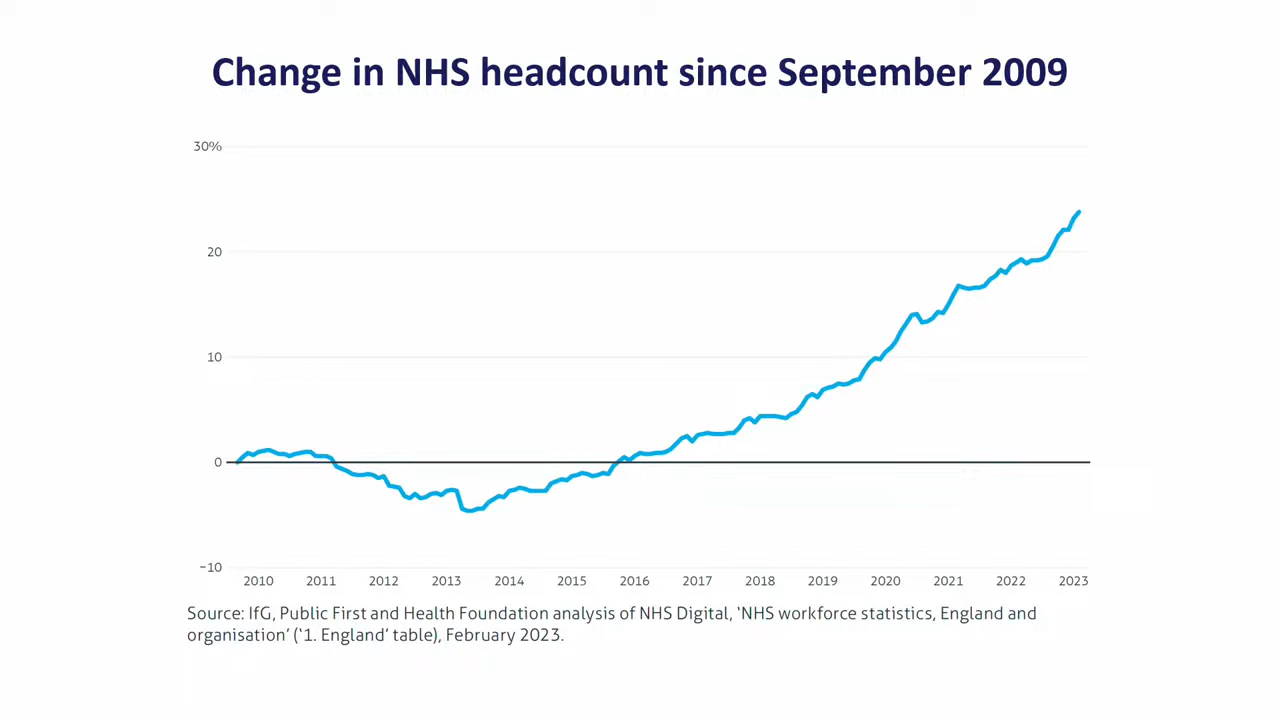 Change in NHS headcount since September 2009
30%
20
10
0
−10
2010 2011 2012 2013 2014 2015 2016 2017 2018 2019 2020 2021 2022 2023
Source: IfG, Public First and Health Foundation analysis of NHS Digital, ‘NHS workforce statistics, England and
organisation’ (‘1. England’ table), February 2023.